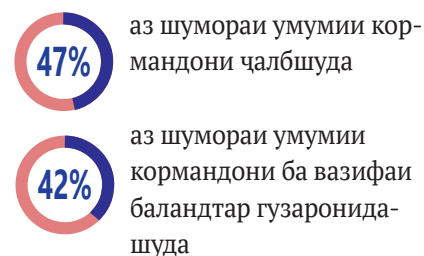 47%
аз шумораи умумии кор-
мандони ҷалбшуда
42%
аз шумораи умумии
кормандони ба вазифаи
баландтар гузаронида-
шуда